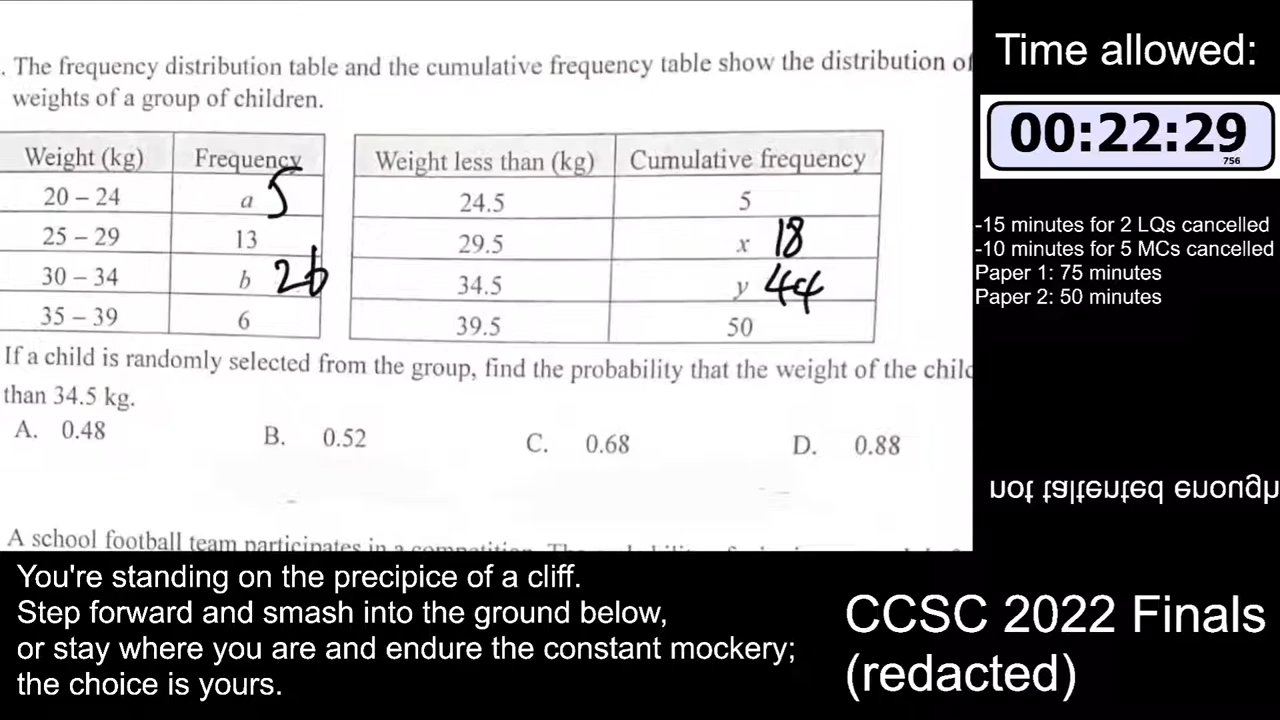 . The frequency distribution table and the cumulative frequency table show the distribution of
weights of a group of children.
Weight (kg) Frequency
20 – 24 a 5
25 – 29 13
30 – 34 b 26
35 – 39 6
Weight less than (kg) Cumulative frequency
24.5 5
29.5 x 18
34.5 y 44
39.5 50
If a child is randomly selected from the group, find the probability that the weight of the chil
than 34.5 kg.
A. 0.48 B. 0.52 C. 0.68 D. 0.88
A school football team participates in a competition.
Time allowed:
00:22:29
756
-15 minutes for 2 LQs cancelled
-10 minutes for 5 MCs cancelled
Paper 1: 75 minutes
Paper 2: 50 minutes
not taltented enough
You're standing on the precipice of a cliff.
Step forward and smash into the ground below,
or stay where you are and endure the constant mockery;
the choice is yours.
CCSC 2022 Finals
(redacted)